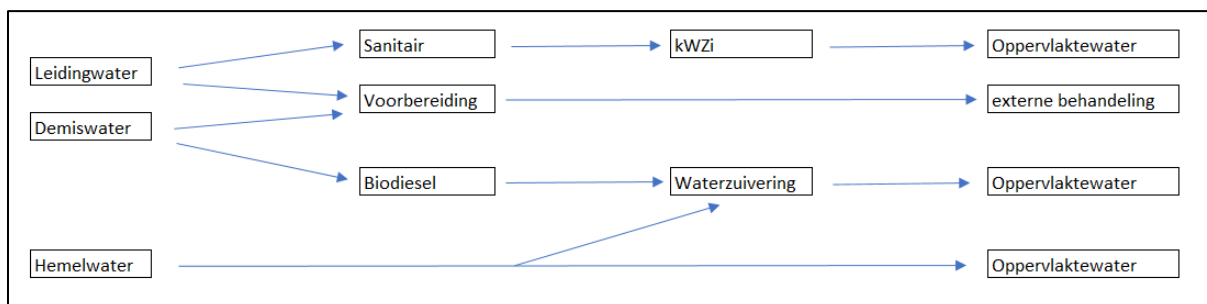 Sanitair
kWZi
Oppervlaktewater
Leidingwater
Voorbereiding
externe behandeling
Demiswater
Biodiesel
Waterzuivering
Oppervlaktewater
Hemelwater
Oppervlaktewater